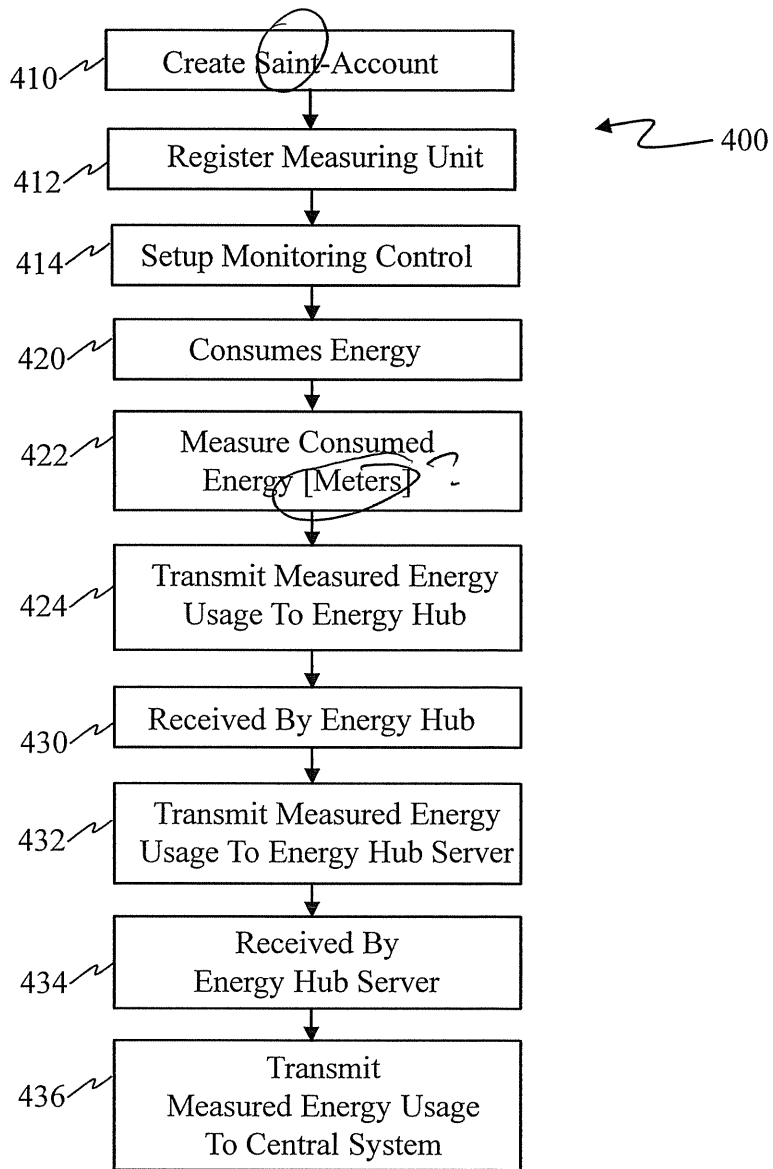 410 Create Saint-Account
400
412 Register Measuring Unit
414 Setup Monitoring Control
420 Consumes Energy
422 Measure Consumed
Energy [Meters] ?
424 Transmit Measured Energy
Usage To Energy Hub
430 Received By Energy Hub
432 Transmit Measured Energy
Usage To Energy Hub Server
434 Received By
Energy Hub Server
436 Transmit
Measured Energy Usage
To Central System